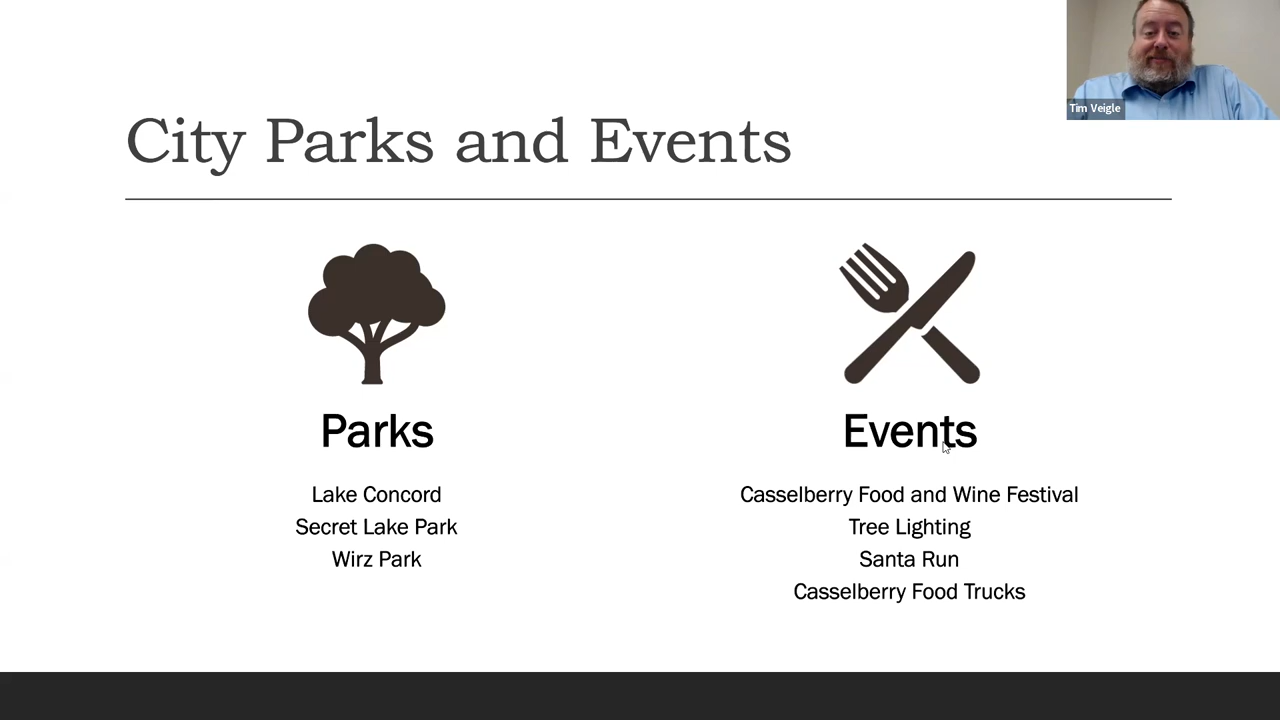 Tim Veigle
City Parks and Events
Parks
Lake Concord
Secret Lake Park
Wirz Park
Events
Casselberry Food and Wine Festival
Tree Lighting
Santa Run
Casselberry Food Trucks